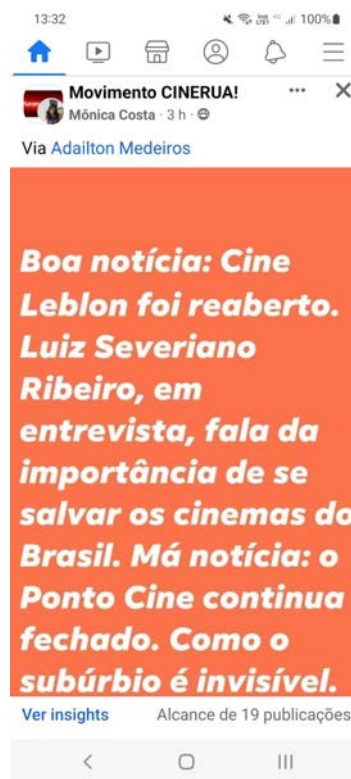 13:32
100%
Movimento CINERUA!
Mônica Costa · 3 h ·
Via Adailton Medeiros
Boa notícia: Cine
Leblon foi reaberto.
Luiz Severiano
Ribeiro, em
entrevista, fala da
importância de se
salvar os cinemas do
Brasil. Má notícia: o
Ponto Cine continua
fechado. Como o
subúrbio é invisível.
Ver insights
Alcance de 19 publicações